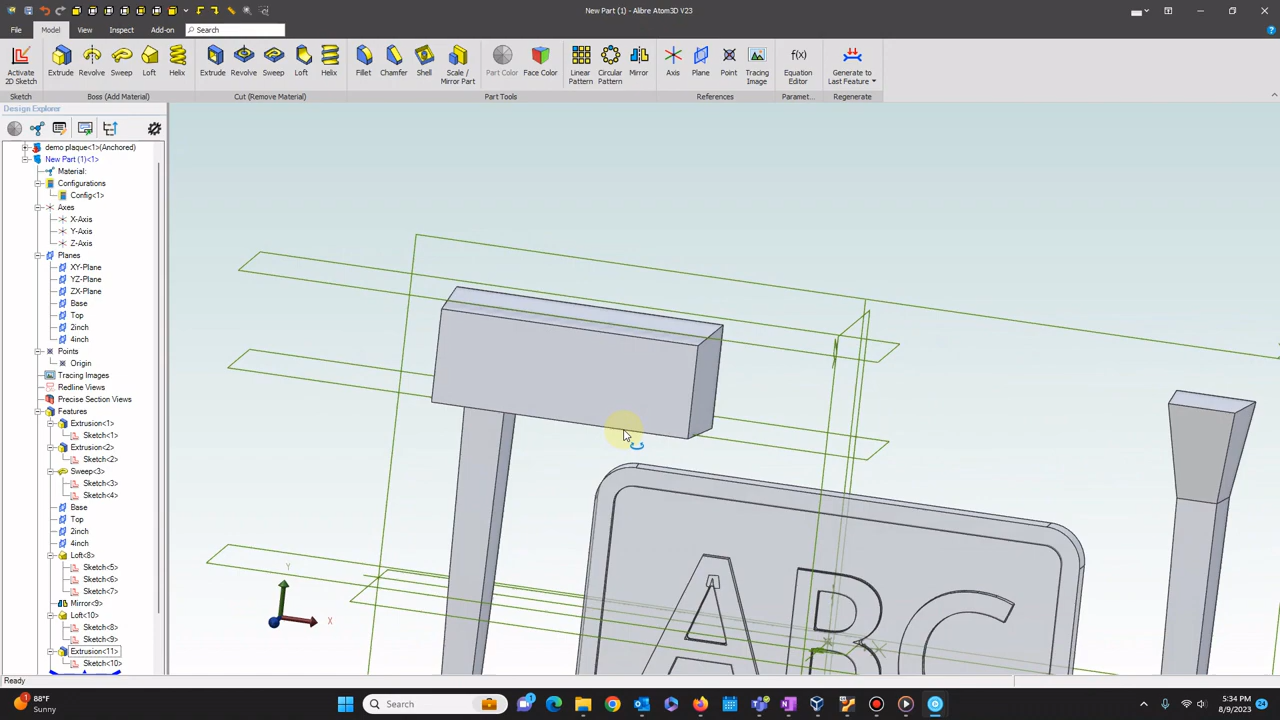 New Part (1) - Alibre Atom3D V23
File Model View Inspect Add-on Search
Activate 2D Sketch Extrude Revolve Sweep Loft Helix Extrude Revolve Sweep Loft Helix Fillet Chamfer Shell Scale / Mirror Part Part Color Face Color Linear Pattern Circular Pattern Mirror Axis Plane Point Tracing Image Equation Editor Generate to Last Feature
Sketch Boss (Add Material) Cut (Remove Material) Part Tools References Paramet... Regenerate
Design Explorer
demo plaque<1>(Anchored)
New Part (1)<1>
Material:
Configurations
Config<1>
Axes
X-Axis
Y-Axis
Z-Axis
Planes
XY-Plane
YZ-Plane
ZX-Plane
Base
Top
2inch
4inch
Points
Origin
Tracing Images
Redline Views
Precise Section Views
Features
Extrusion<1>
Sketch<1>
Extrusion<2>
Sketch<2>
Sweep<3>
Sketch<3>
Sketch<4>
Base
Top
2inch
4inch
Loft<8>
Sketch<5>
Sketch<6>
Sketch<7>
Mirror<9>
Loft<10>
Sketch<8>
Sketch<9>
Extrusion<11>
Sketch<10>
Y
X
ABC
Ready
88°F
Sunny
Search
5:34 PM
8/9/2023